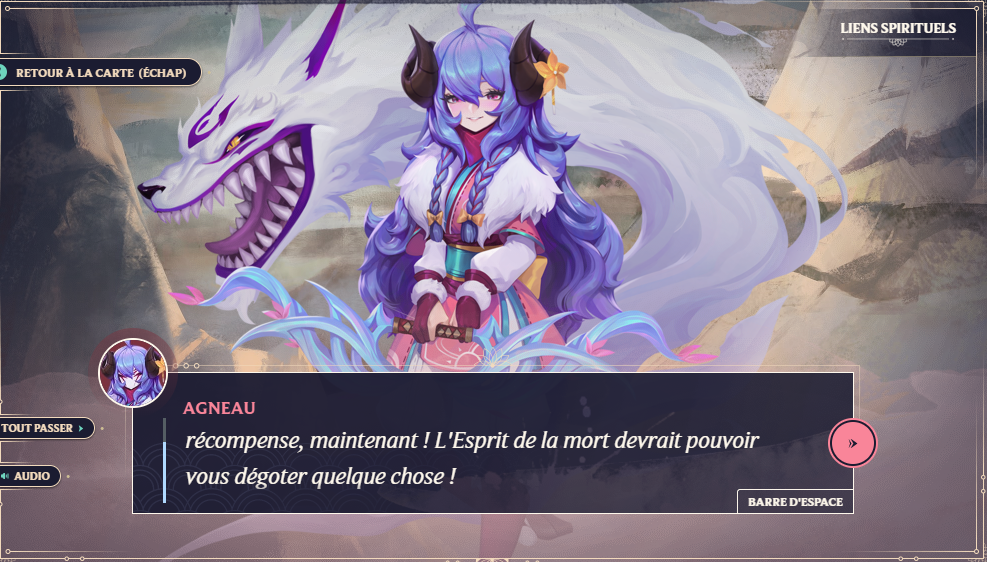 LIENS SPIRITUELS
RETOUR À LA CARTE (ÉCHAP)
AGNEAU
récompense, maintenant ! L'Esprit de la mort devrait pouvoir
vous dégoter quelque chose !
TOUT PASSER
AUDIO
BARRE D'ESPACE